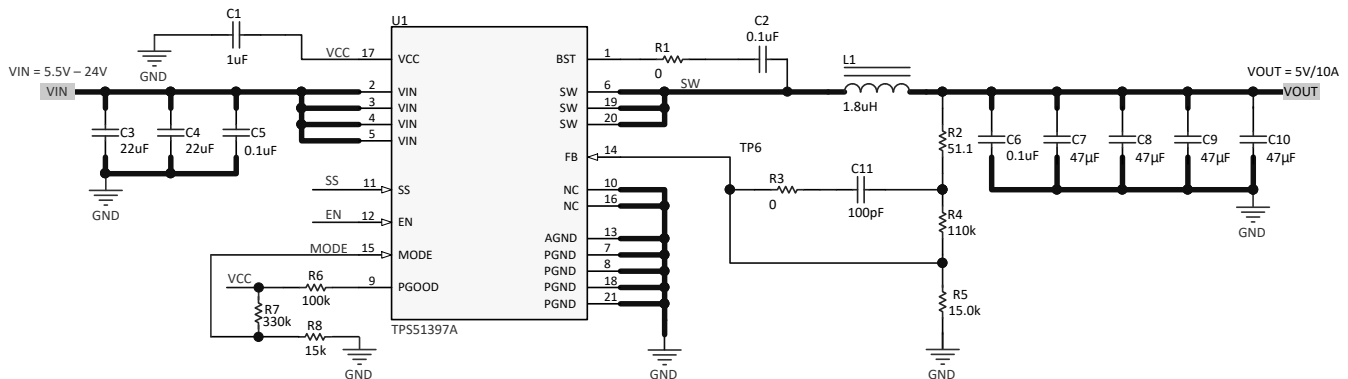 U1
C1
1uF
GND
VCC 17 VCC
VIN = 5.5V – 24V
VIN
2 VIN
3 VIN
4 VIN
5 VIN
C3
22uF
C4
22uF
C5
0.1uF
GND
SS 11 SS
EN 12 EN
MODE 15 MODE
9 PGOOD
VCC
R6
100k
R7
330k
R8
15k
GND
TPS51397A
BST 1
SW 6
SW 19
SW 20
FB 14
NC 10
NC 16
AGND 13
PGND 7
PGND 8
PGND 18
PGND 21
GND
R1
0
C2
0.1uF
SW
L1
1.8uH
TP6
R3
0
C11
100pF
R2
51.1
R4
110k
R5
15.0k
GND
VOUT = 5V/10A
VOUT
C6
0.1uF
C7
47µF
C8
47µF
C9
47µF
C10
47µF
GND